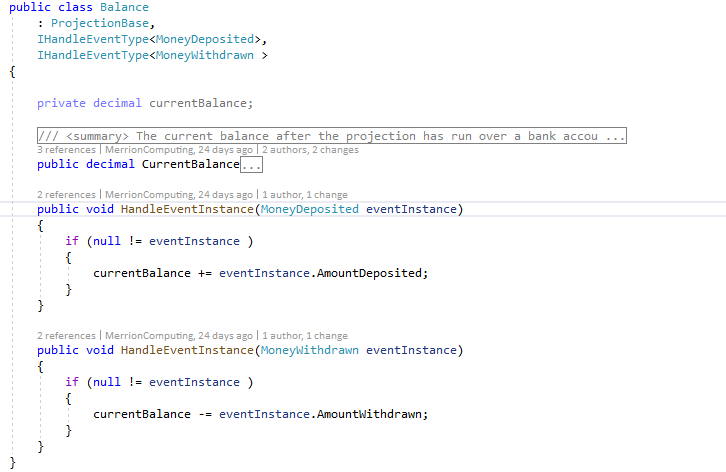 public class Balance
: ProjectionBase,
IHandleEventType<MoneyDeposited>,
IHandleEventType<MoneyWithdrawn >
{
private decimal currentBalance;
/// <summary> The current balance after the projection has run over a bank accou ...
3 references | MerrionComputing, 24 days ago | 2 authors, 2 changes
public decimal CurrentBalance...
2 references | MerrionComputing, 24 days ago | 1 author, 1 change
public void HandleEventInstance(MoneyDeposited eventInstance)
{
if (null != eventInstance )
{
currentBalance += eventInstance.AmountDeposited;
}
}
2 references | MerrionComputing, 24 days ago | 1 author, 1 change
public void HandleEventInstance(MoneyWithdrawn eventInstance)
{
if (null != eventInstance )
{
currentBalance -= eventInstance.AmountWithdrawn;
}
}
}